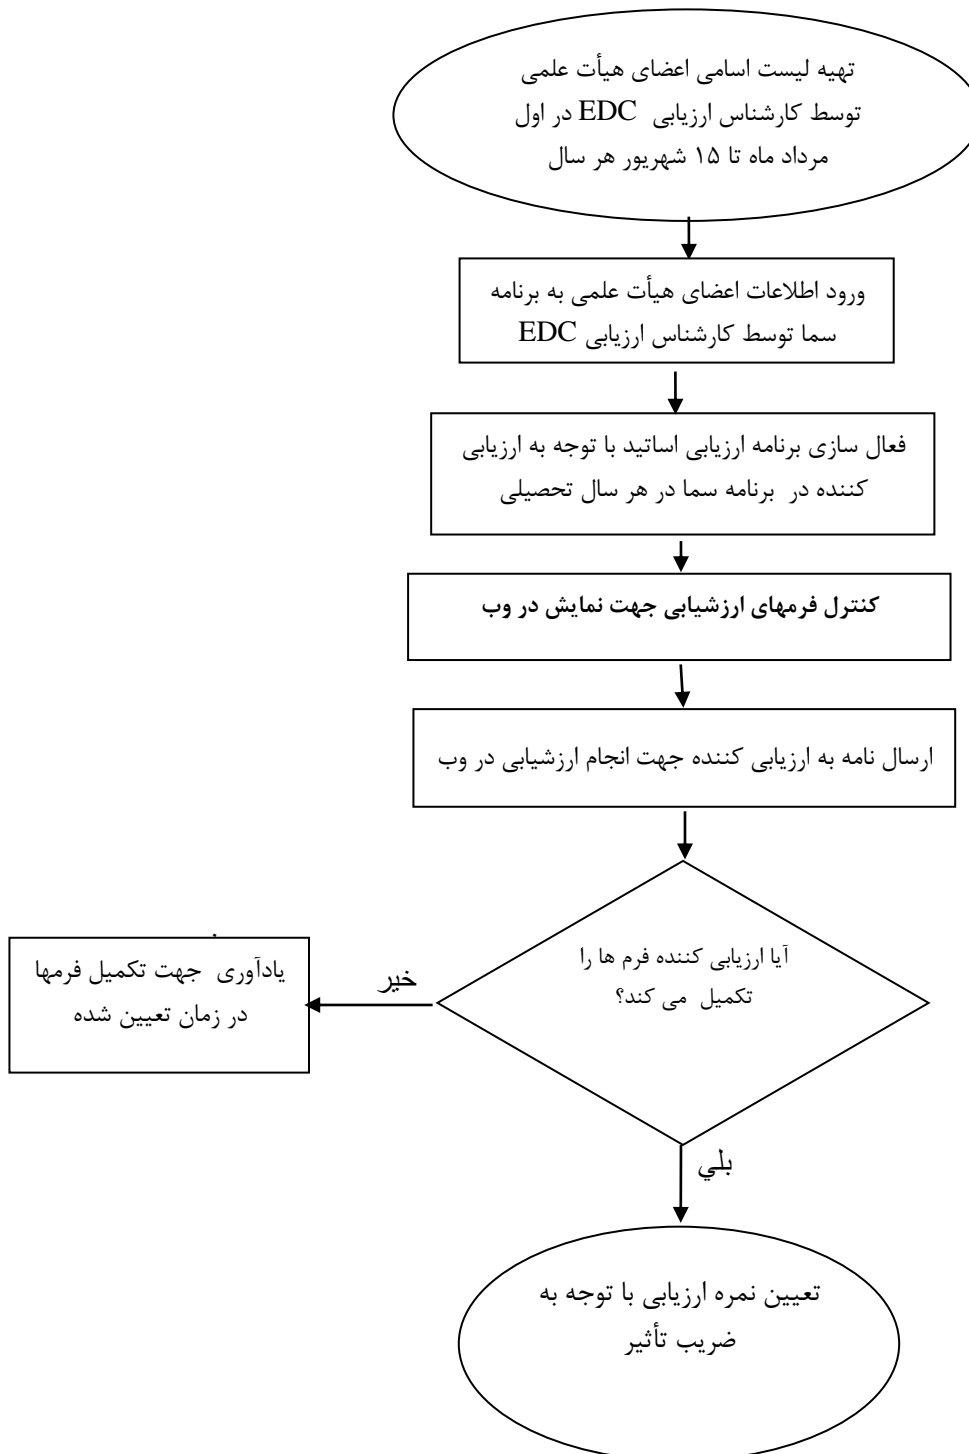 تهیه لیست اسامی اعضای هیأت علمی
توسط کارشناس ارزیابی EDC در اول
مرداد ماه تا ۱۵ شهریور هر سال
ورود اطلاعات اعضای هیأت علمی به برنامه
سما توسط کارشناس ارزیابی EDC
فعال سازی برنامه ارزیابی اساتید با توجه به ارزیابی
کننده در برنامه سما در هر سال تحصیلی
کنترل فرمهای ارزشیابی جهت نمایش در وب
ارسال نامه به ارزیابی کننده جهت انجام ارزشیابی در وب
آیا ارزیابی کننده فرم ها را
تکمیل می کند؟
خیر
یادآوری جهت تکمیل فرمها
در زمان تعیین شده
بلي
تعیین نمره ارزیابی با توجه به
ضریب تأثیر